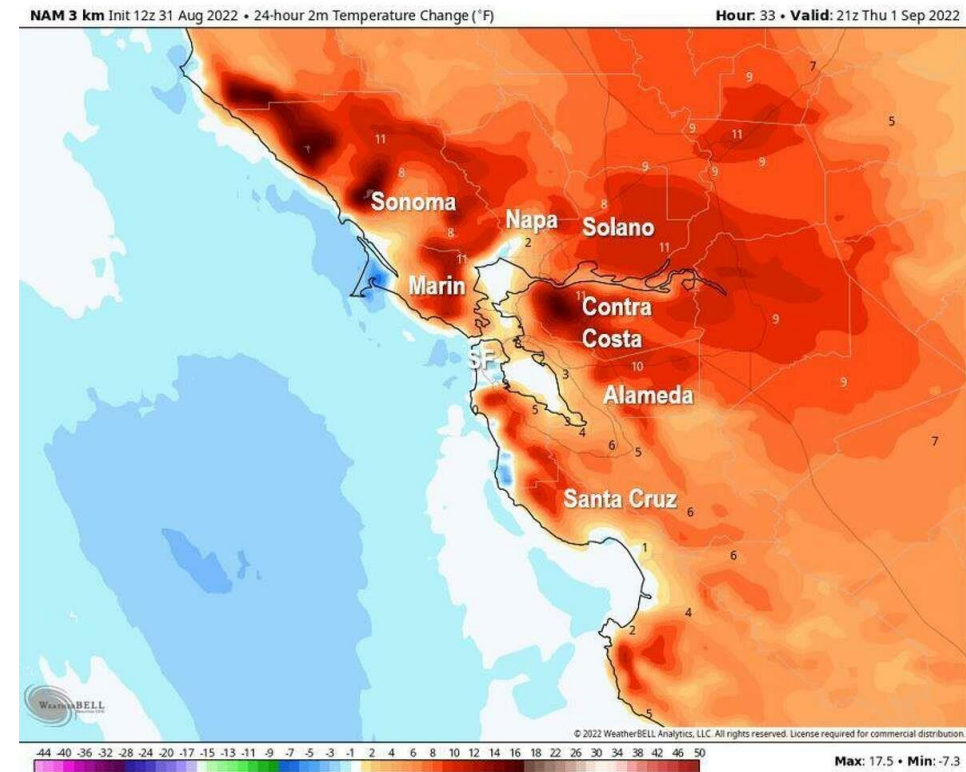 NAM 3 km Init 12z 31 Aug 2022 • 24-hour 2m Temperature Change (°F)
Hour: 33 • Valid: 21z Thu 1 Sep 2022
9
7
5
9
11
11
9
9
9
8
Sonoma
8
Napa
Solano
8
2
11
11
Marin
11
Contra
Costa
9
SF
3
10
9
Alameda
5
3
4
7
6
5
Santa Cruz
6
1
6
4
2
5
WEATHERBELL
© 2022 WeatherBELL Analytics, LLC. All rights reserved. License required for commercial distribution.
-44 -40 -36 -32 -28 -24 -20 -17 -15 -13 -11 -9 -7 -5 -3 -1 2 4 6 8 10 12 14 16 18 22 26 30 34 38 42 46 50
Max: 17.5 • Min: -7.3